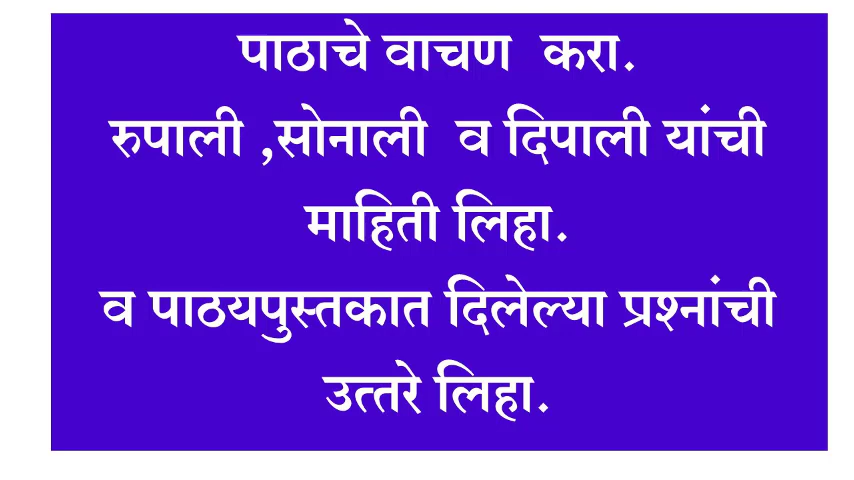 पाठाचे वाचण करा.
रुपाली ,सोनाली व दिपाली यांची
माहिती लिहा.
व पाठयपुस्तकात दिलेल्या प्रश्नांची
उत्तरे लिहा.